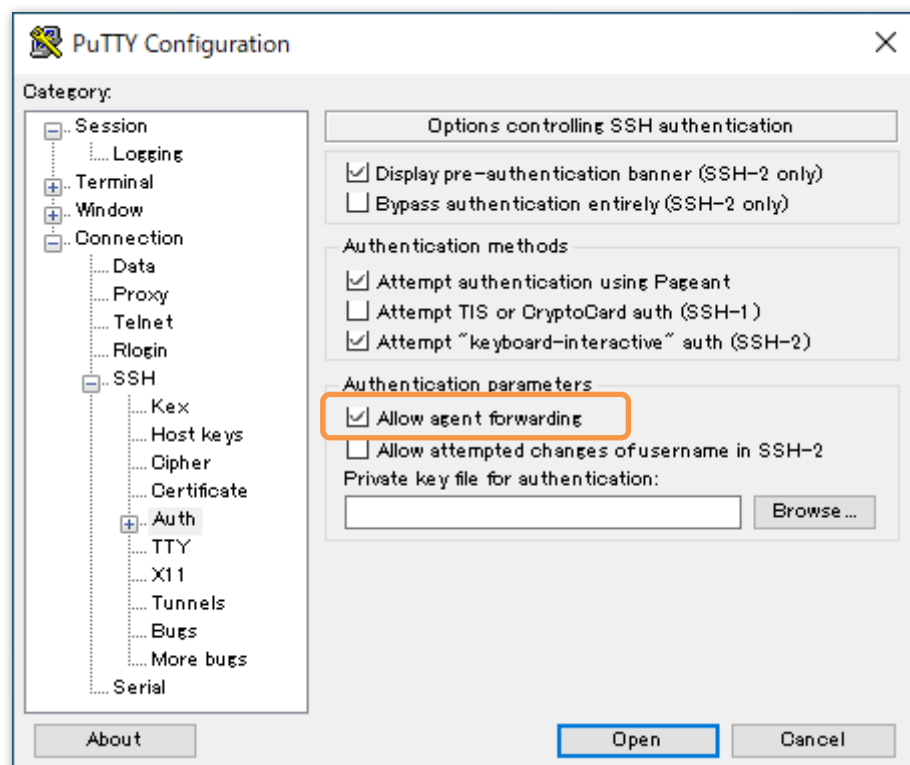 PuTTY Configuration
Category:
Session
Logging
Terminal
Window
Connection
Data
Proxy
Telnet
Rlogin
SSH
Kex
Host keys
Cipher
Certificate
Auth
TTY
X11
Tunnels
Bugs
More bugs
Serial
Options controlling SSH authentication
Display pre-authentication banner (SSH-2 only)
Bypass authentication entirely (SSH-2 only)
Authentication methods
Attempt authentication using Pageant
Attempt TIS or CryptoCard auth (SSH-1)
Attempt "keyboard-interactive" auth (SSH-2)
Authentication parameters
Allow agent forwarding
Allow attempted changes of username in SSH-2
Private key file for authentication:
Browse...
About
Open
Cancel